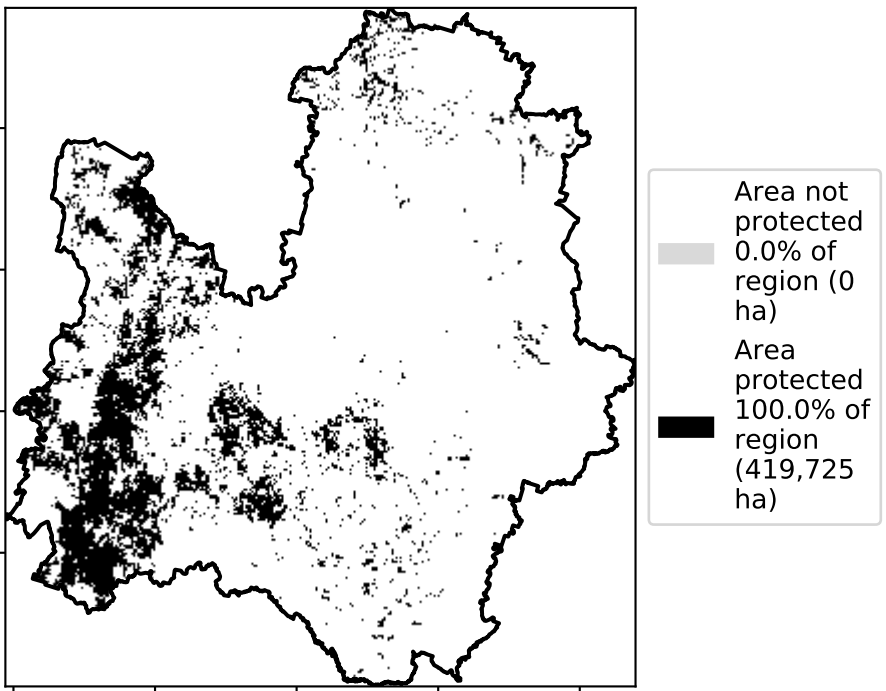 Area not
protected
0.0% of
region (0
ha)
Area
protected
100.0% of
region
(419,725
ha)